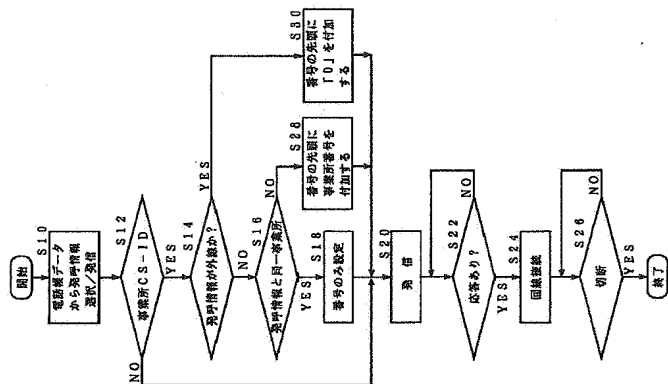 開始
S10
電話帳データ
から発呼情報
選択/発信
S12
事業所CS-ID
NO
YES
S14
発呼情報が外線か?
YES
NO
S16
発呼情報と同一事業所
NO
YES
S18
番号のみ設定
S28
番号の先頭に
事業所番号を
付加する
S30
番号の先頭に
「0」を付加
する
S20
発信
S22
応答あり?
NO
YES
S24
回線接続
S26
切断
NO
YES
終了